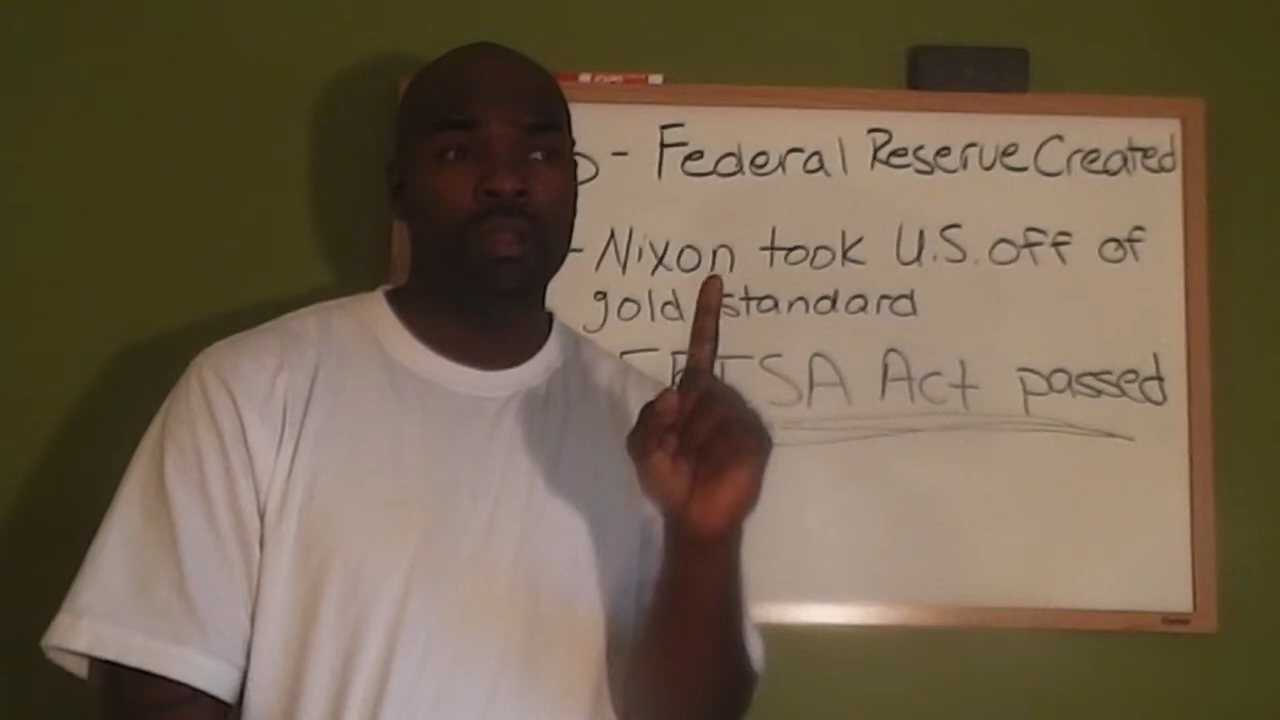 - Federal Reserve Created
- Nixon took U.S. off of
gold standard
Act passed